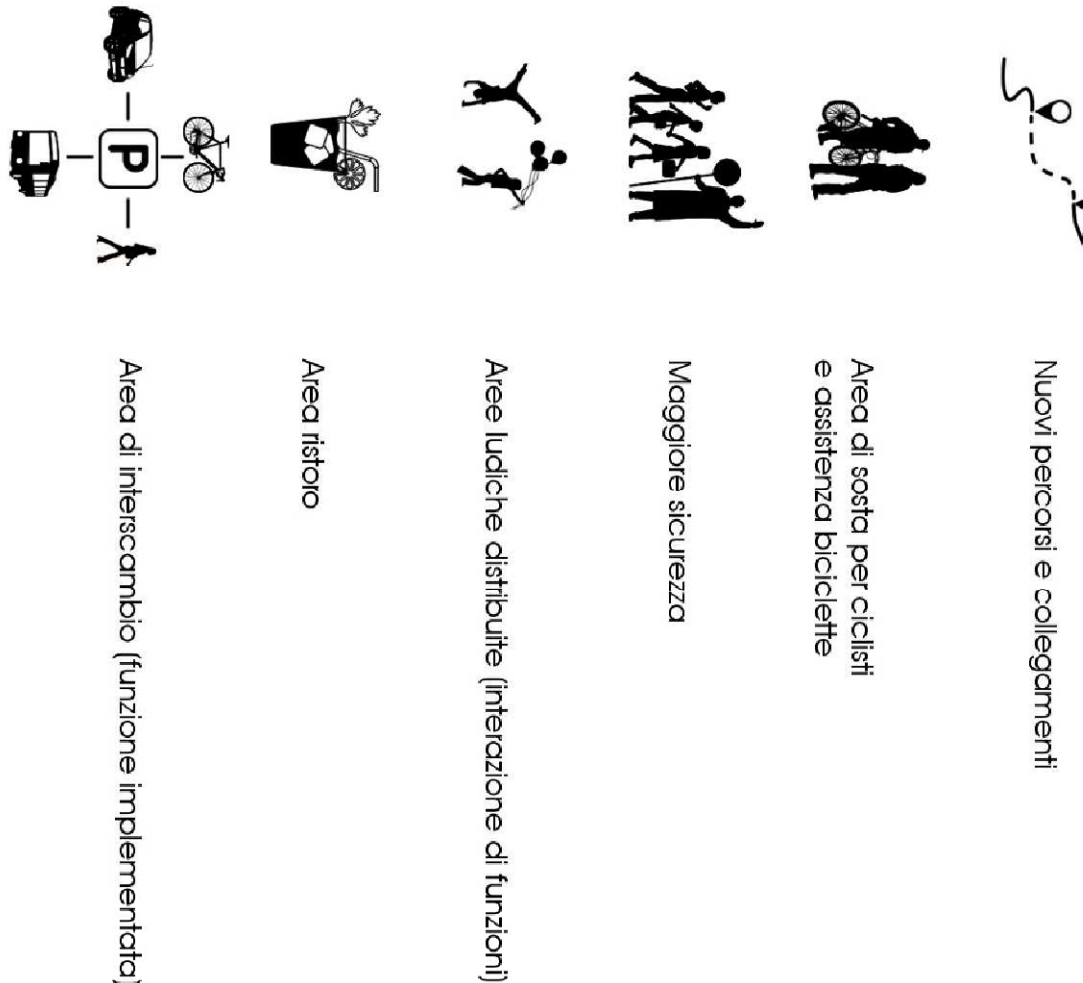 Nuovi percorsi e collegamenti
Area di sosta per ciclisti
e assistenza biciclette
Maggiore sicurezza
Aree ludiche distribuite (interazione di funzioni)
Area ristoro
P
Area di interscambio (funzione implementata)